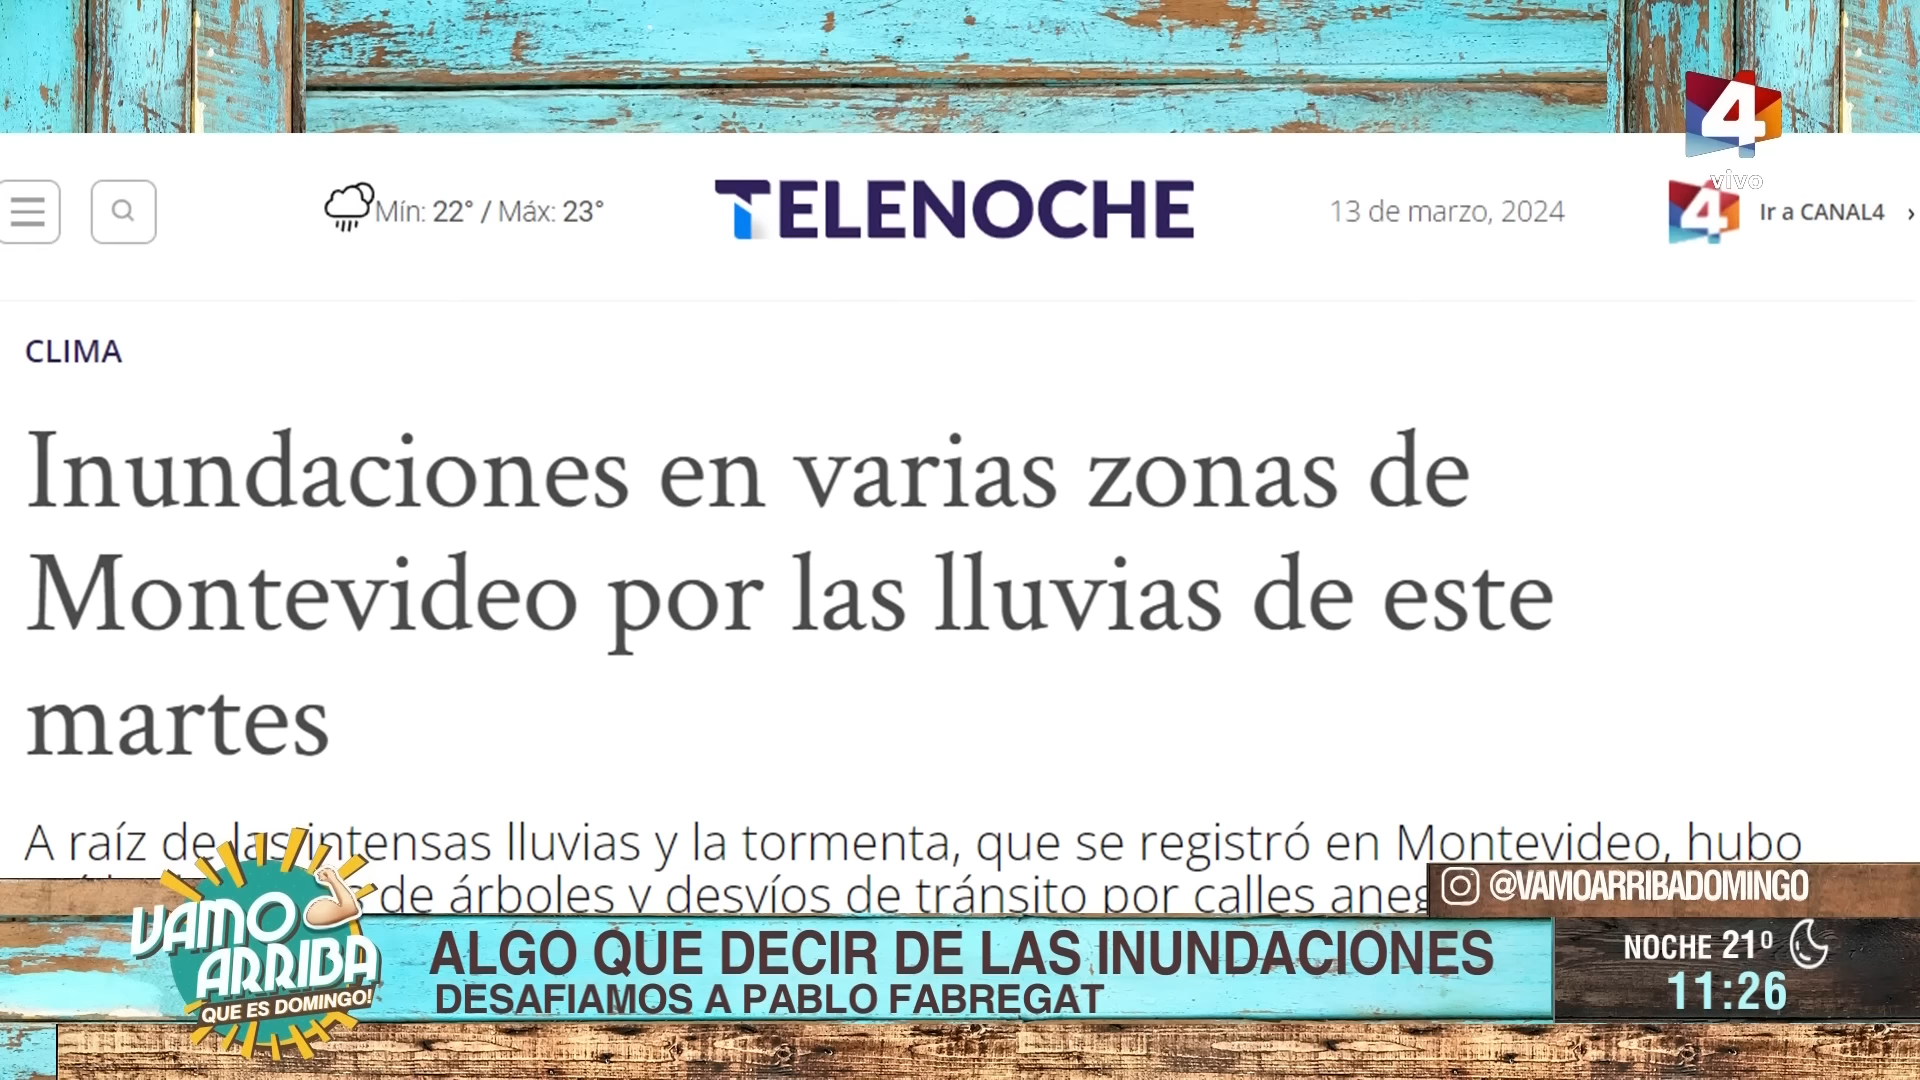 4
vivo
Mín: 22° / Máx: 23°
TELENOCHE
13 de marzo, 2024
4
Ir a CANAL4 ›
CLIMA
Inundaciones en varias zonas de
Montevideo por las lluvias de este
martes
A raíz de las intensas lluvias y la tormenta, que se registró en Montevideo, hubo
de árboles y desvíos de tránsito por calles
@VAMOARRIBADOMINGO
VAMO
ARRIBA
QUE ES DOMINGO!
ALGO QUE DECIR DE LAS INUNDACIONES
DESAFIAMOS A PABLO FABREGAT
NOCHE 21º
11:26